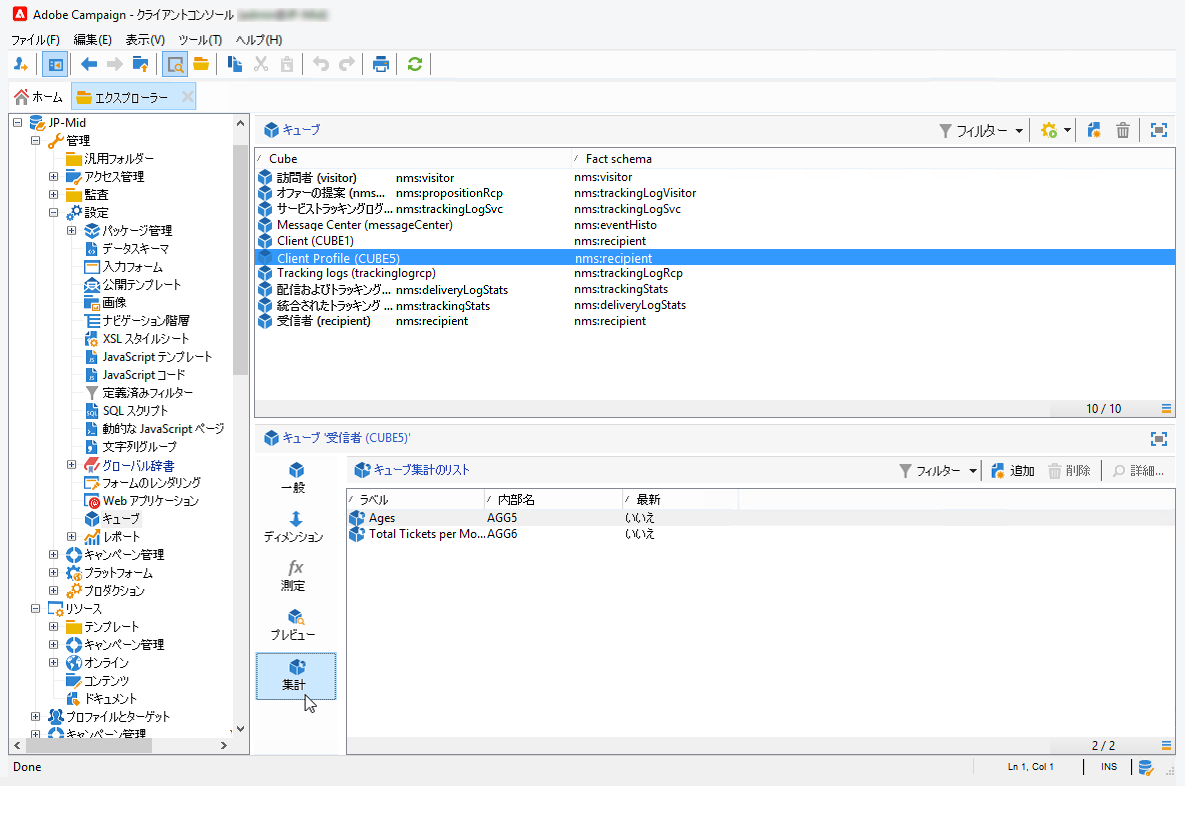 Adobe Campaign - クライアントコンソール
ファイル(F) 編集(E) 表示(V) ツール(T) ヘルプ(H)
ホーム エクスプローラー
JP-Mid
管理
汎用フォルダー
アクセス管理
監査
設定
パッケージ管理
データスキーマ
入力フォーム
公開テンプレート
画像
ナビゲーション階層
XSL スタイルシート
JavaScript テンプレート
JavaScript コード
定義済みフィルター
SQL スクリプト
動的な JavaScript ページ
文字列グループ
グローバル辞書
フォームのレンダリング
Web アプリケーション
キューブ
レポート
キャンペーン管理
プラットフォーム
プロダクション
リソース
テンプレート
キャンペーン管理
オンライン
コンテンツ
ドキュメント
プロファイルとターゲット
キャンペーン管理
キューブ フィルター
Cube Fact schema
訪問者 (visitor) nms:visitor nms:visitor
オファーの提案 (nms... nms:propositionRcp nms:trackingLogVisitor
サービストラッキングログ... nms:trackingLogSvc nms:trackingLogSvc
Message Center (messageCenter) nms:eventHisto
Client (CUBE1) nms:recipient
Client Profile (CUBE5) nms:recipient
Tracking logs (trackinglogrcp) nms:trackingLogRcp
配信およびトラッキング... nms:deliveryLogStats nms:trackingStats
統合されたトラッキング ... nms:trackingStats nms:deliveryLogStats
受信者 (recipient) nms:recipient nms:recipient
10 / 10
キューブ '受信者 (CUBE5)'
一般
ディメンション
fx
測定
プレビュー
集計
キューブ集計のリスト フィルター 追加 削除 詳細...
ラベル 内部名 最新
Ages AGG5 いいえ
Total Tickets per Mo... AGG6 いいえ
2 / 2
Done Ln 1, Col 1 INS